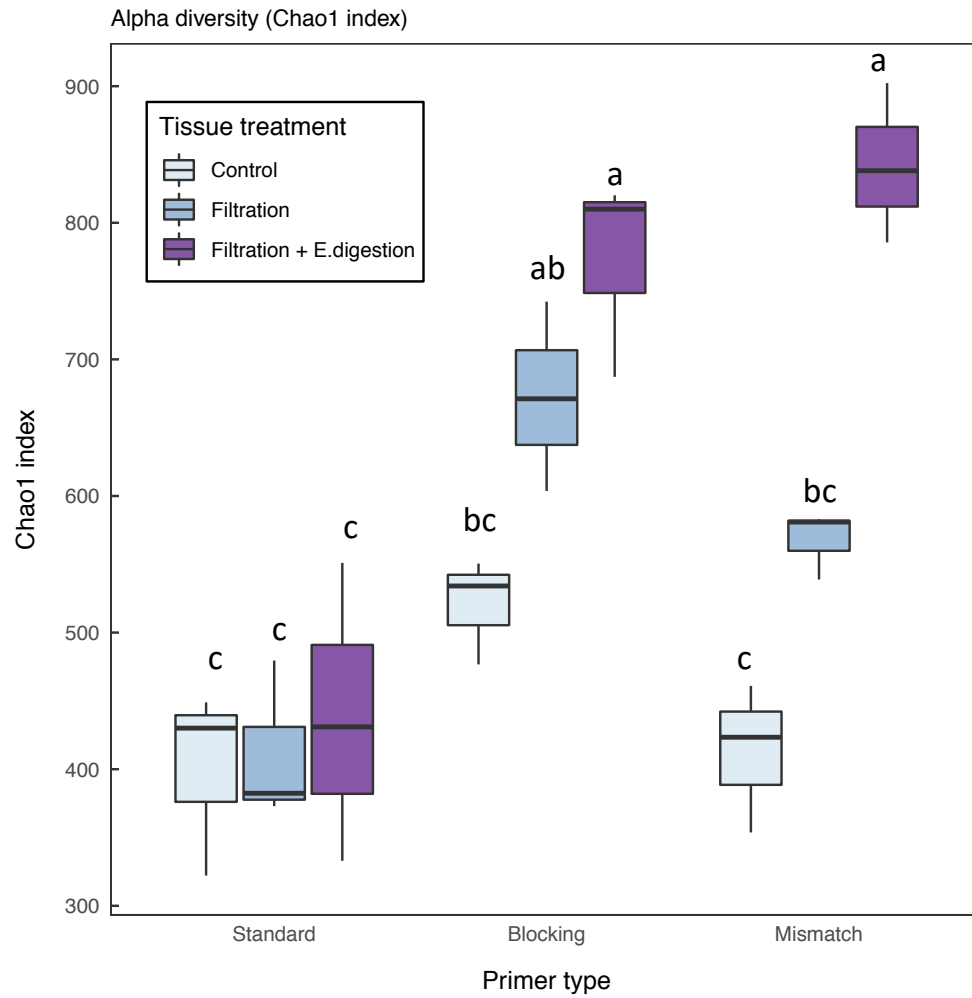 Alpha diversity (Chao1 index)
Tissue treatment
Control
Filtration
Filtration + E.digestion
Chao1 index
900
800
700
600
500
400
300
c
c
c
bc
ab
a
c
bc
a
Standard
Blocking
Mismatch
Primer type